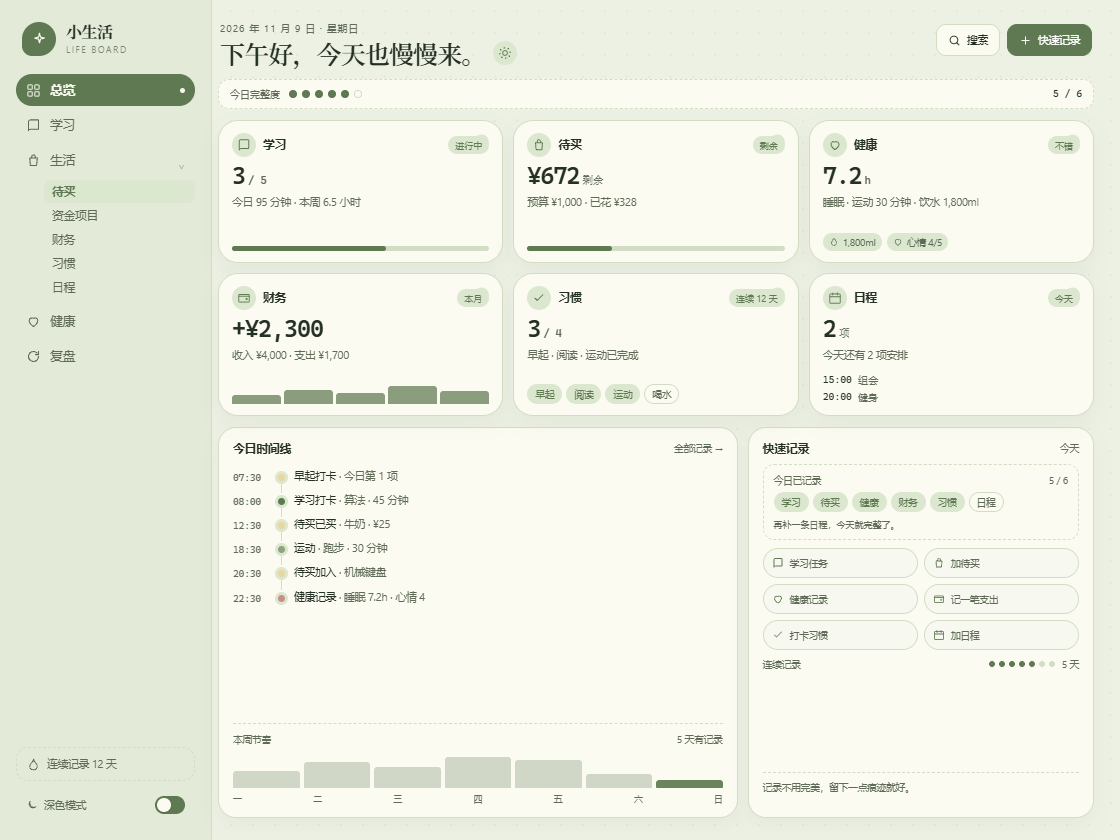 小生活
LIFE BOARD
总览
学习
生活
待买
资金项目
财务
习惯
日程
健康
复盘
连续记录 12 天
深色模式
2026 年 11 月 9 日 · 星期日
下午好，今天也慢慢来。
搜索
快速记录
今日完整度
5 / 6
学习
进行中
3 / 5
今日 95 分钟 · 本周 6.5 小时
待买
剩余
¥672 剩余
预算 ¥1,000 · 已花 ¥328
健康
不错
7.2 h
睡眠 · 运动 30 分钟 · 饮水 1,800ml
1,800ml
心情 4/5
财务
本月
+¥2,300
收入 ¥4,000 · 支出 ¥1,700
习惯
连续 12 天
3 / 4
早起 · 阅读 · 运动已完成
早起
阅读
运动
喝水
日程
今天
2 项
今天还有 2 项安排
15:00 组会
20:00 健身
今日时间线
全部记录 →
07:30 早起打卡 · 今日第 1 项
08:00 学习打卡 · 算法 · 45 分钟
12:30 待买已买 · 牛奶 · ¥25
18:30 运动 · 跑步 · 30 分钟
20:30 待买加入 · 机械键盘
22:30 健康记录 · 睡眠 7.2h · 心情 4
本周节奏
5 天有记录
一 二 三 四 五 六 日
快速记录
今天
今日已记录
5 / 6
学习
待买
健康
财务
习惯
日程
再补一条日程，今天就完整了。
学习任务
加待买
健康记录
记一笔支出
打卡习惯
加日程
连续记录
5 天
记录不用完美，留下一点痕迹就好。